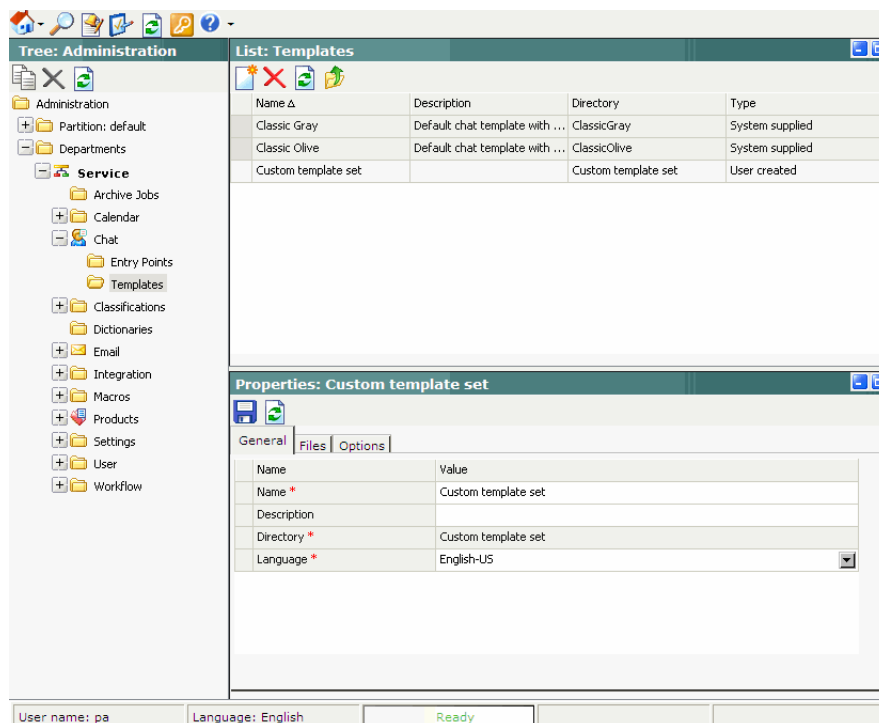 Tree: Administration
Administration
Partition: default
Departments
Service
Archive Jobs
Calendar
Chat
Entry Points
Templates
Classifications
Dictionaries
Email
Integration
Macros
Products
Settings
User
Workflow
List: Templates
Name Description Directory Type
Classic Gray Default chat template with ... ClassicGray System supplied
Classic Olive Default chat template with ... ClassicOlive System supplied
Custom template set Custom template set User created
Properties: Custom template set
General Files Options
Name Value
Name * Custom template set
Description
Directory * Custom template set
Language * English-US
User name: pa Language: English Ready